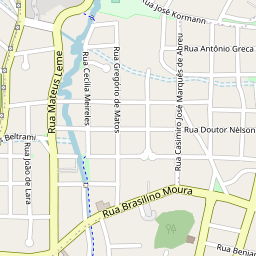 Rua José Kormann
Rua Antônio Greca
Rua Mateus Leme
Rua Cecília Meireles
Rua Gregório de Matos
Rua Casimiro José Marques de Abreu
Beltrami
Rua Doutor Nelson
Rua João de Lara
Rua Brasilino Moura
Rua Benja